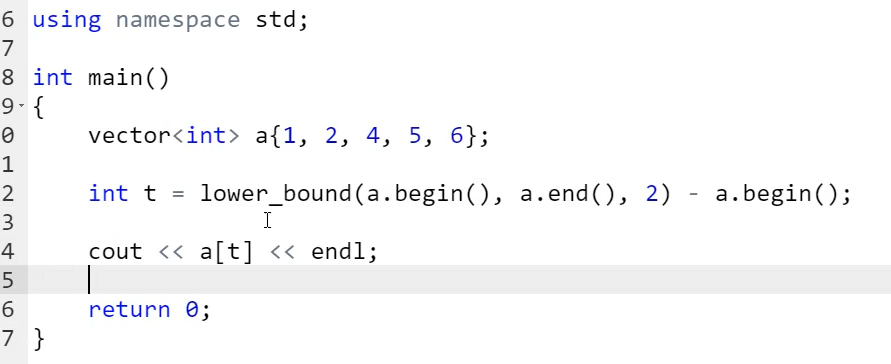 6 using namespace std;
7
8 int main()
9 {
0 vector<int> a{1, 2, 4, 5, 6};
1
2 int t = lower_bound(a.begin(), a.end(), 2) - a.begin();
3
4 cout << a[t] << endl;
5
6 return 0;
7 }